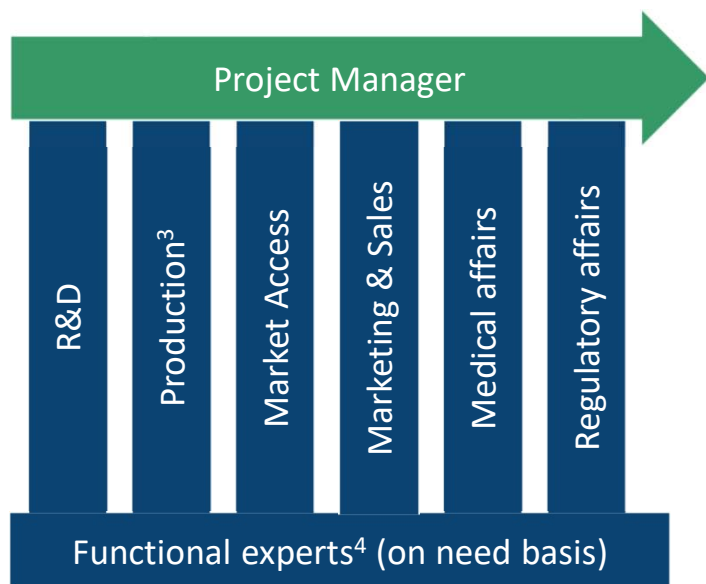 Project Manager
R&D
Production³
Market Access
Marketing & Sales
Medical affairs
Regulatory affairs
Functional experts⁴ (on need basis)